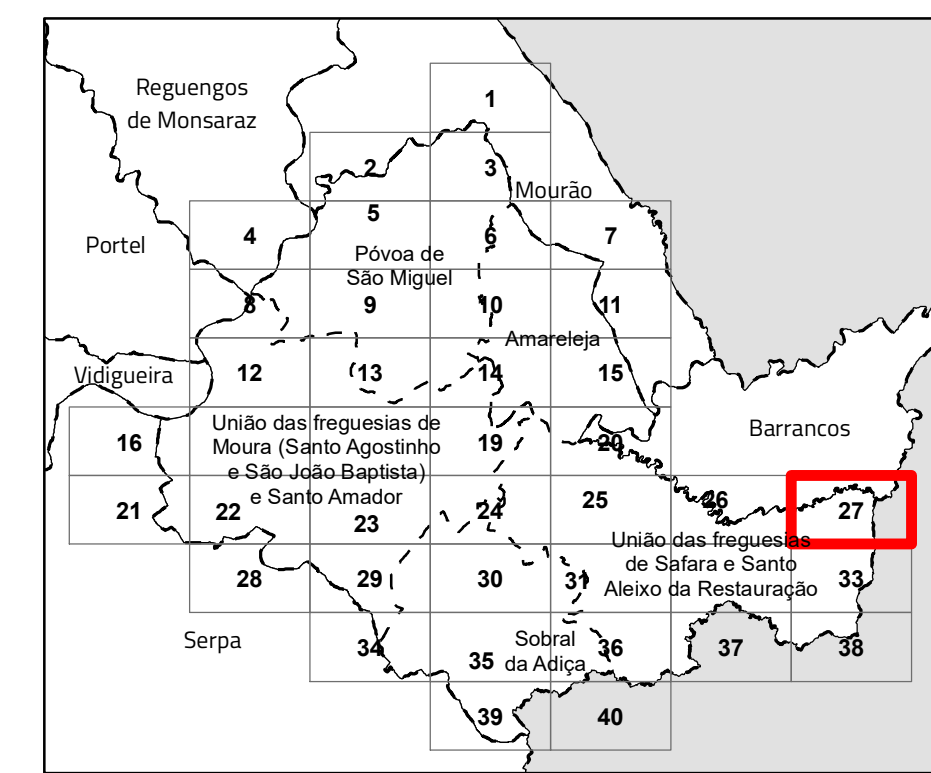 1
Reguengos
de Monsaraz
2
3
Mourão
4
5
6
7
Portel
Póvoa de
São Miguel
8
9
10
11
Amareleja
Vidigueira
12
13
14
15
16
União das freguesias de
Moura (Santo Agostinho
e São João Baptista)
e Santo Amador
19
20
Barrancos
21
22
23
24
25
26
27
União das freguesias
de Safara e Santo
Aleixo da Restauração
28
29
30
31
33
Serpa
34
35
Sobral
da Adiça
36
37
38
39
40